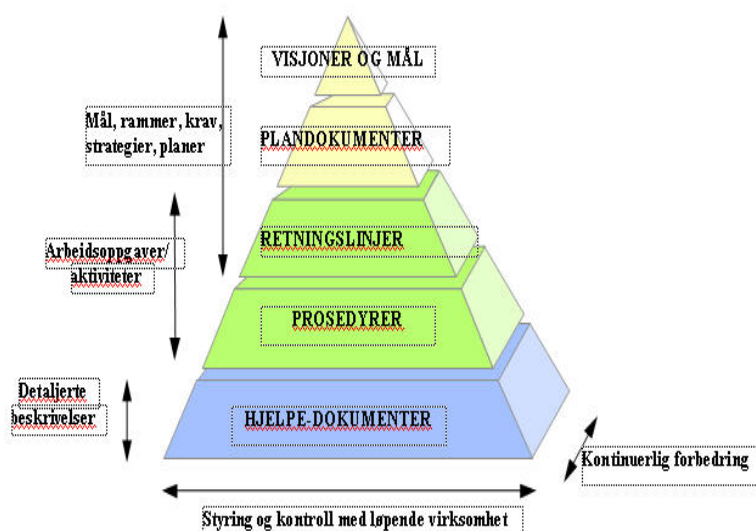 VISJONER OG MÅL
Mål, rammer, krav,
strategier, planer
PLANDOKUMENTER
RETNINGSLINJER
Arbeidsoppgaver/
aktiviteter
PROSEDYRER
Detaljerte
beskrivelser
HJELPE-DOKUMENTER
Kontinuerlig forbedring
Styring og kontroll med løpende virksomhet